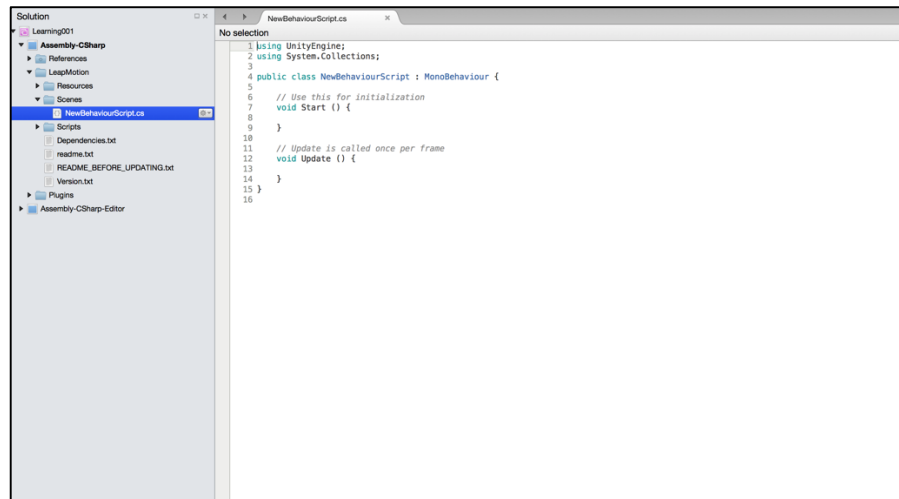 Solution
Learning001
Assembly-CSharp
References
LeapMotion
Resources
Scenes
NewBehaviourScript.cs
Scripts
Dependencies.txt
readme.txt
README_BEFORE_UPDATING.txt
Version.txt
Plugins
Assembly-CSharp-Editor
NewBehaviourScript.cs
No selection
1 using UnityEngine;
2 using System.Collections;
3
4 public class NewBehaviourScript : MonoBehaviour {
5
6     // Use this for initialization
7     void Start () {
8
9     }
10
11     // Update is called once per frame
12     void Update () {
13
14     }
15 }
16